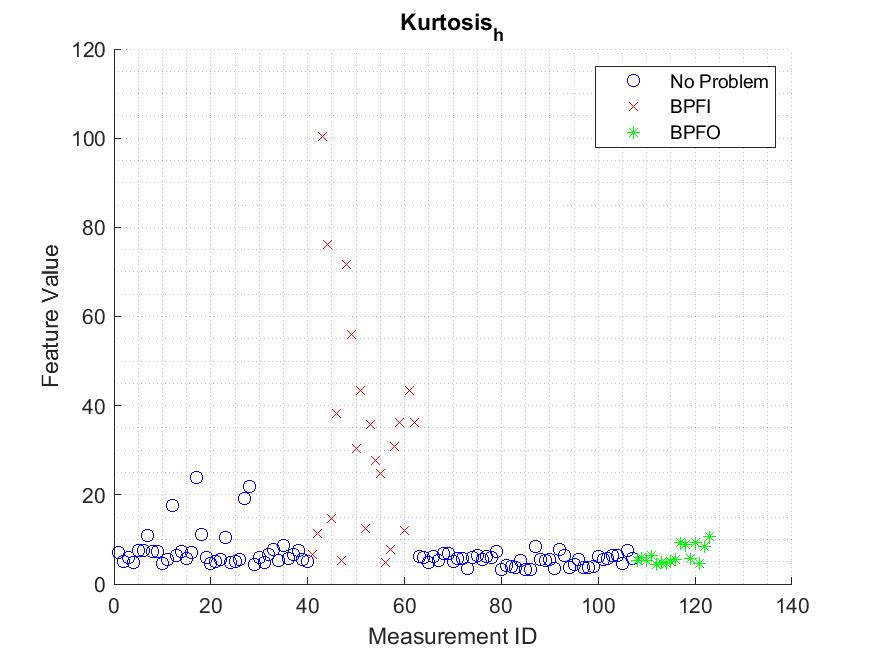 Kurtosis_h
120
100
80
60
40
20
0
Feature Value
No Problem
BPFI
BPFO
0 20 40 60 80 100 120 140
Measurement ID